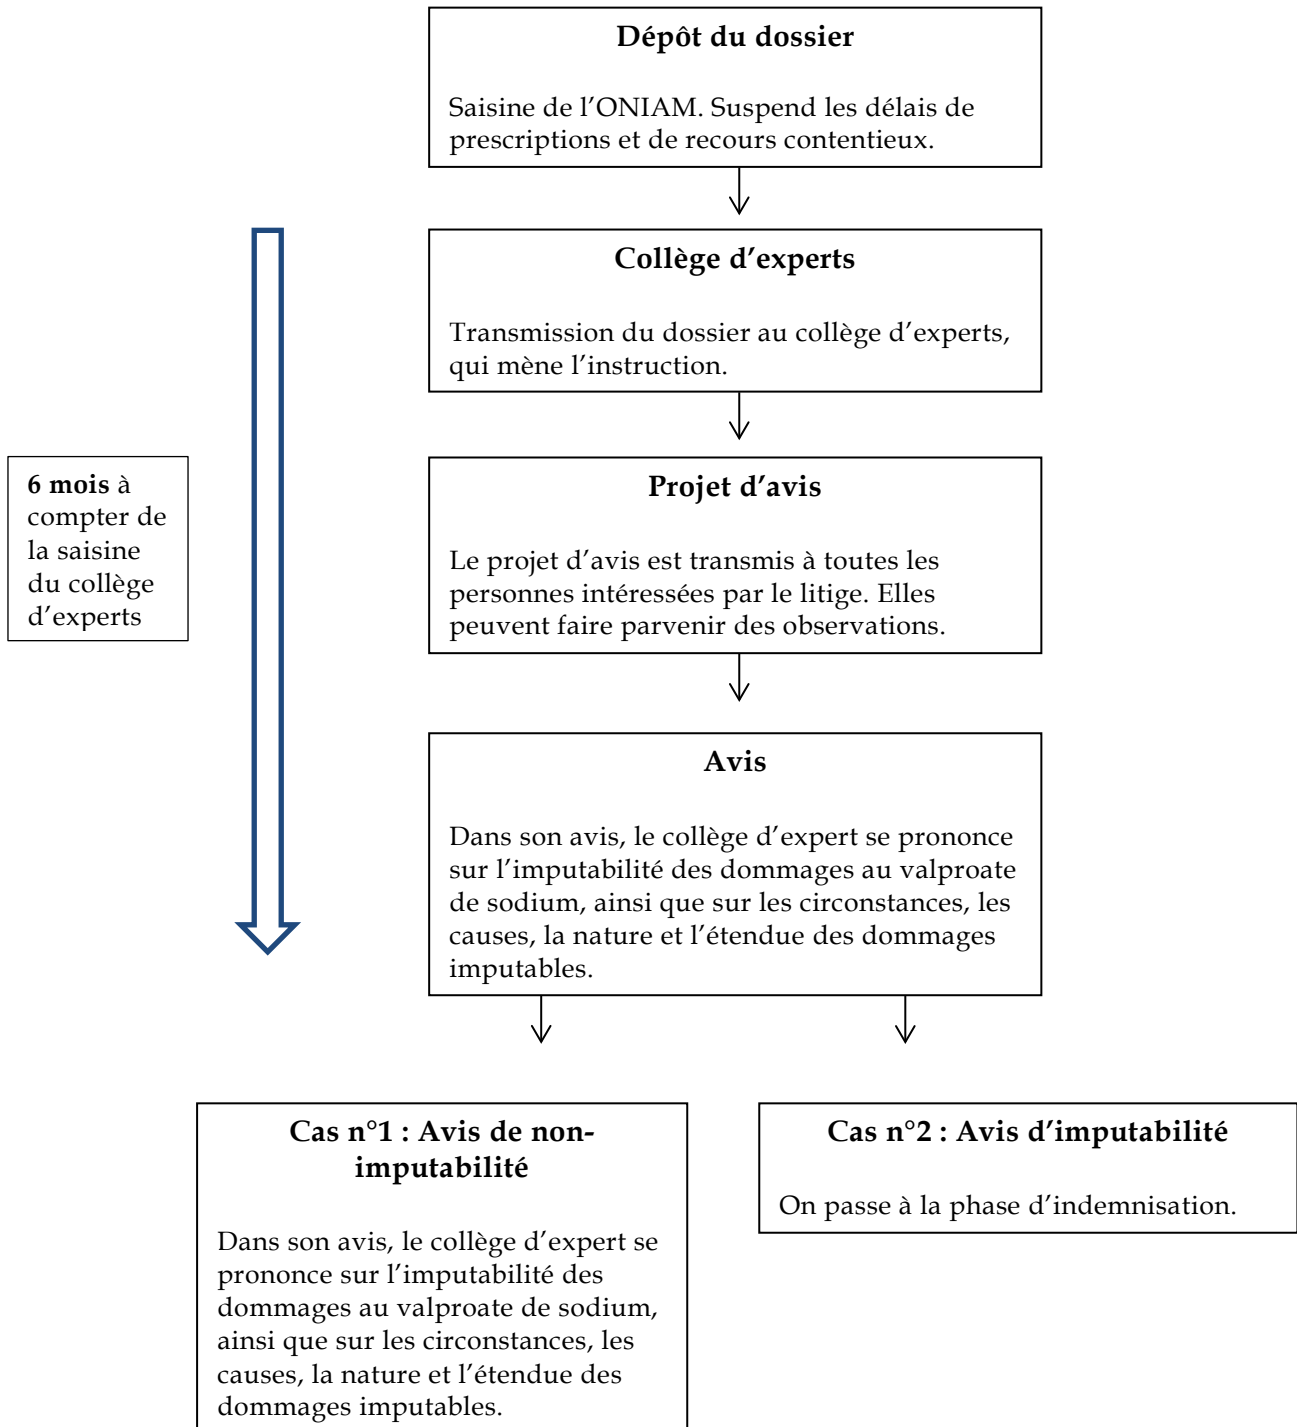 Dépôt du dossier
Saisine de l’ONIAM. Suspend les délais de
prescriptions et de recours contentieux.
Collège d’experts
Transmission du dossier au collège d’experts,
qui mène l’instruction.
6 mois à
compter de
la saisine
du collège
d’experts
Projet d’avis
Le projet d’avis est transmis à toutes les
personnes intéressées par le litige. Elles
peuvent faire parvenir des observations.
Avis
Dans son avis, le collège d’expert se prononce
sur l’imputabilité des dommages au valproate
de sodium, ainsi que sur les circonstances, les
causes, la nature et l’étendue des dommages
imputables.
Cas n°1 : Avis de non-
imputabilité
Dans son avis, le collège d’expert se
prononce sur l’imputabilité des
dommages au valproate de sodium,
ainsi que sur les circonstances, les
causes, la nature et l’étendue des
dommages imputables.
Cas n°2 : Avis d’imputabilité
On passe à la phase d’indemnisation.